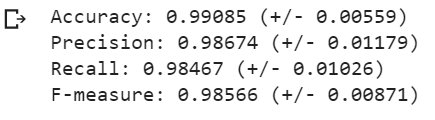 Accuracy: 0.99085 (+/- 0.00559)
Precision: 0.98674 (+/- 0.01179)
Recall: 0.98467 (+/- 0.01026)
F-measure: 0.98566 (+/- 0.00871)